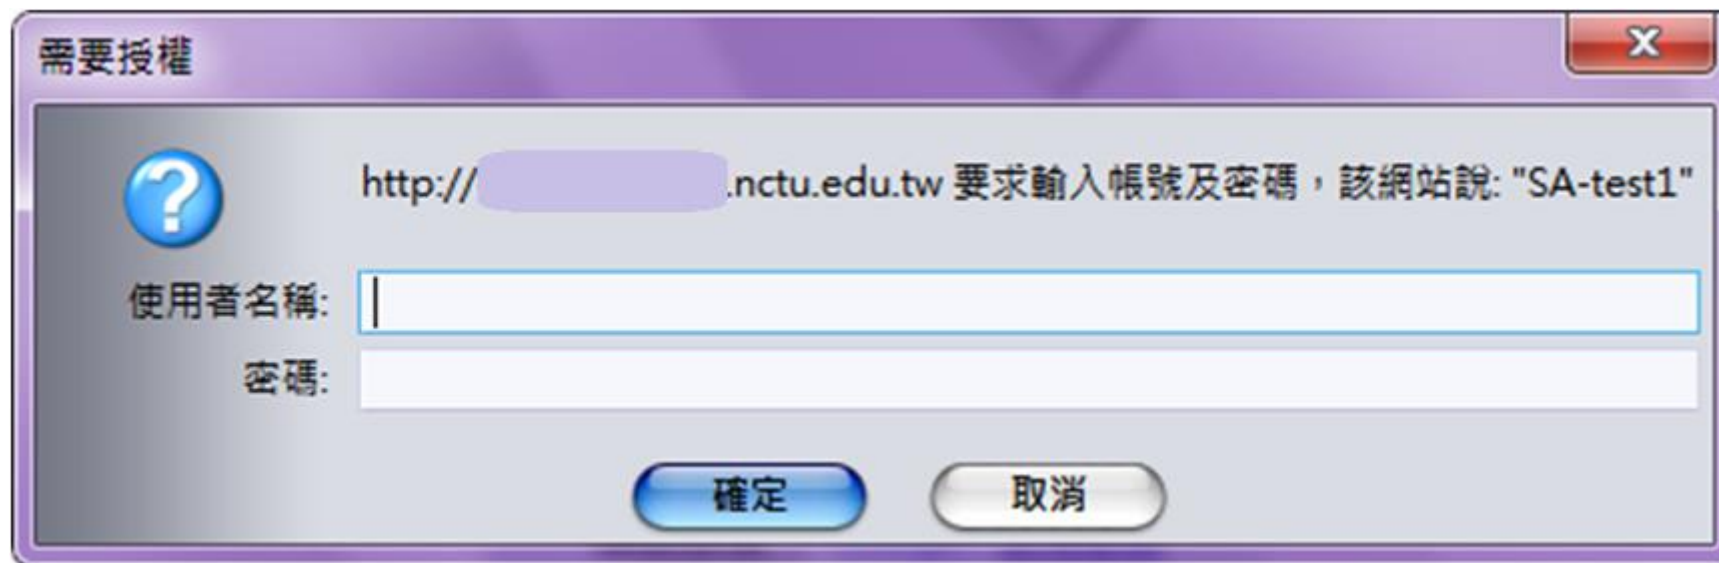 需要授權
http:// .nctu.edu.tw 要求輸入帳號及密碼，該網站說: "SA-test1"
使用者名稱:
密碼:
確定 取消